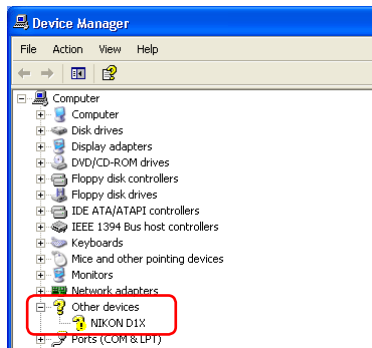 Device Manager
File Action View Help
Computer
Computer
Disk drives
Display adapters
DVD/CD-ROM drives
Floppy disk controllers
Floppy disk drives
IDE ATA/ATAPI controllers
IEEE 1394 Bus host controllers
Keyboards
Mice and other pointing devices
Monitors
Network adapters
Other devices
NIKON D1X
Ports (COM & LPT)